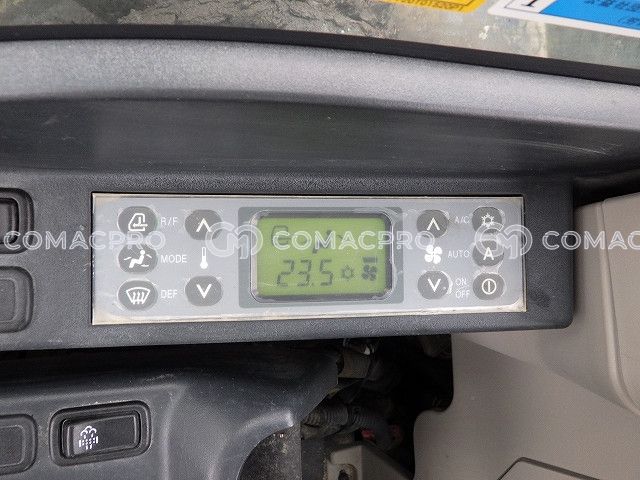 R/F
A/C
COMACPRO COMACPRO COMACPRO
MODE
AUTO
23.5
A
DEF
ON
OFF